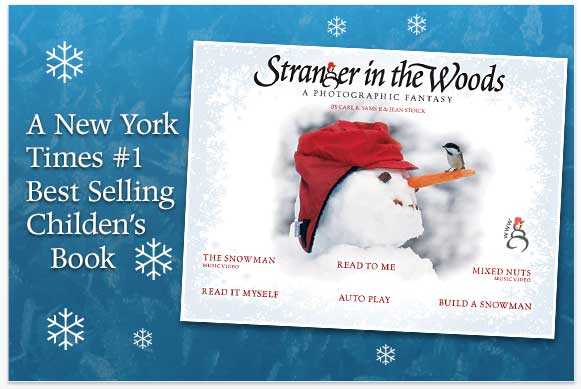 A New York
Times #1
Best Selling
Childen's
Book
Stranger in the Woods
A PHOTOGRAPHIC FANTASY
BY CARL R. SAMS II & JEAN STOICK
WWW
THE SNOWMAN
MUSIC VIDEO
READ TO ME
MIXED NUTS
MUSIC VIDEO
READ IT MYSELF
AUTO PLAY
BUILD A SNOWMAN